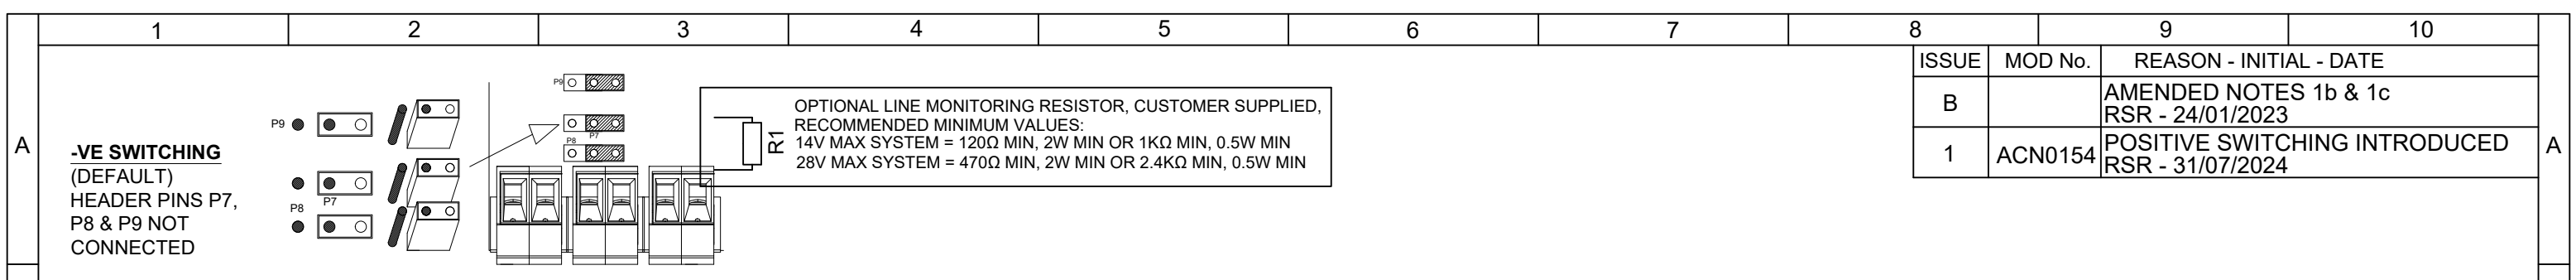 1 2 3 4 5 6 7 8 9 10
A
-VE SWITCHING
(DEFAULT)
HEADER PINS P7,
P8 & P9 NOT
CONNECTED
P9
P8 P7
P9
P7
P8
R1
OPTIONAL LINE MONITORING RESISTOR, CUSTOMER SUPPLIED,
RECOMMENDED MINIMUM VALUES:
14V MAX SYSTEM = 120Ω MIN, 2W MIN OR 1KΩ MIN, 0.5W MIN
28V MAX SYSTEM = 470Ω MIN, 2W MIN OR 2.4KΩ MIN, 0.5W MIN
ISSUE MOD No. REASON - INITIAL - DATE
B AMENDED NOTES 1b & 1c
RSR - 24/01/2023
1 ACN0154 POSITIVE SWITCHING INTRODUCED
RSR - 31/07/2024
A